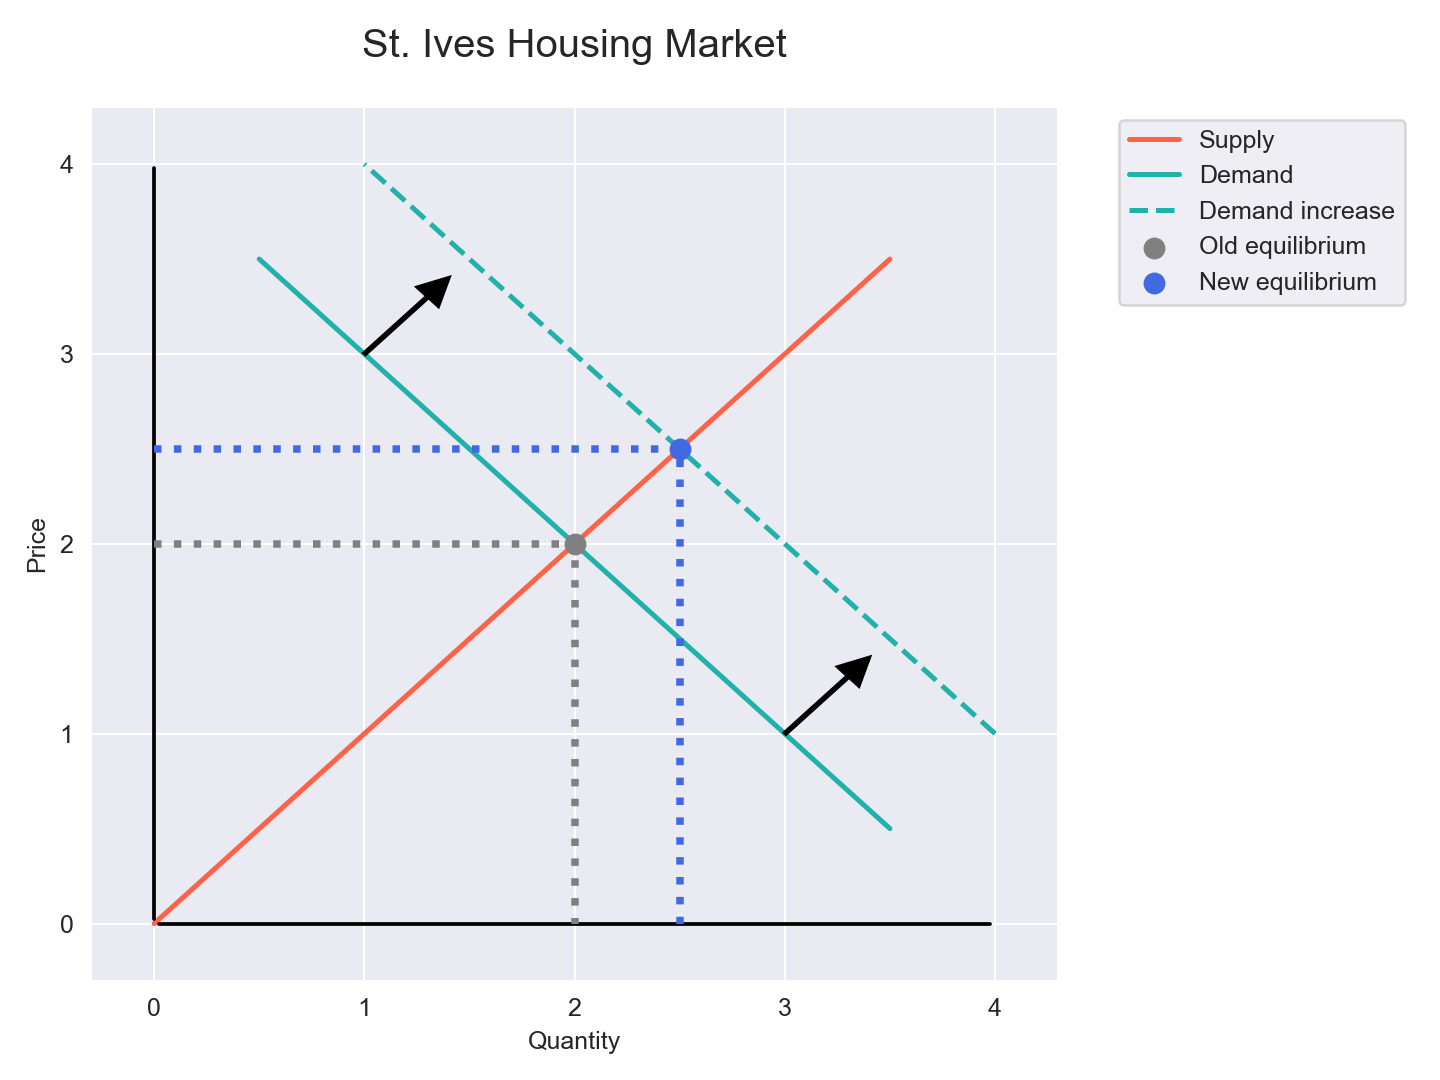 St. Ives Housing Market
Supply
Demand
Demand increase
Old equilibrium
New equilibrium
4
3
2
1
0
Price
0 1 2 3 4
Quantity